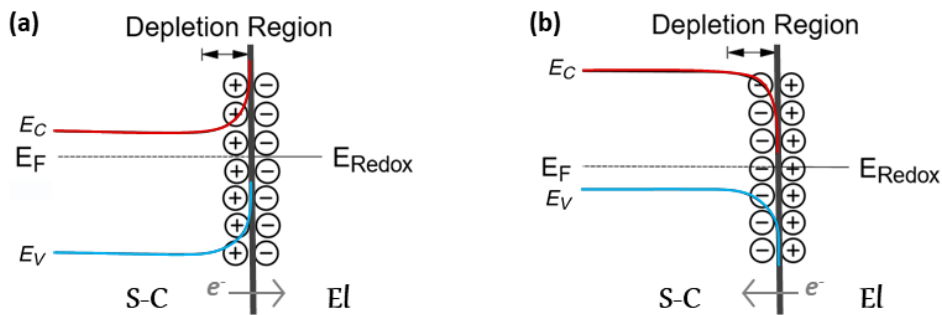 (a)
Depletion Region
E_C
E_F
E_Redox
E_V
S-C
e⁻
El
(b)
Depletion Region
E_C
E_F
E_Redox
E_V
S-C
e⁻
El